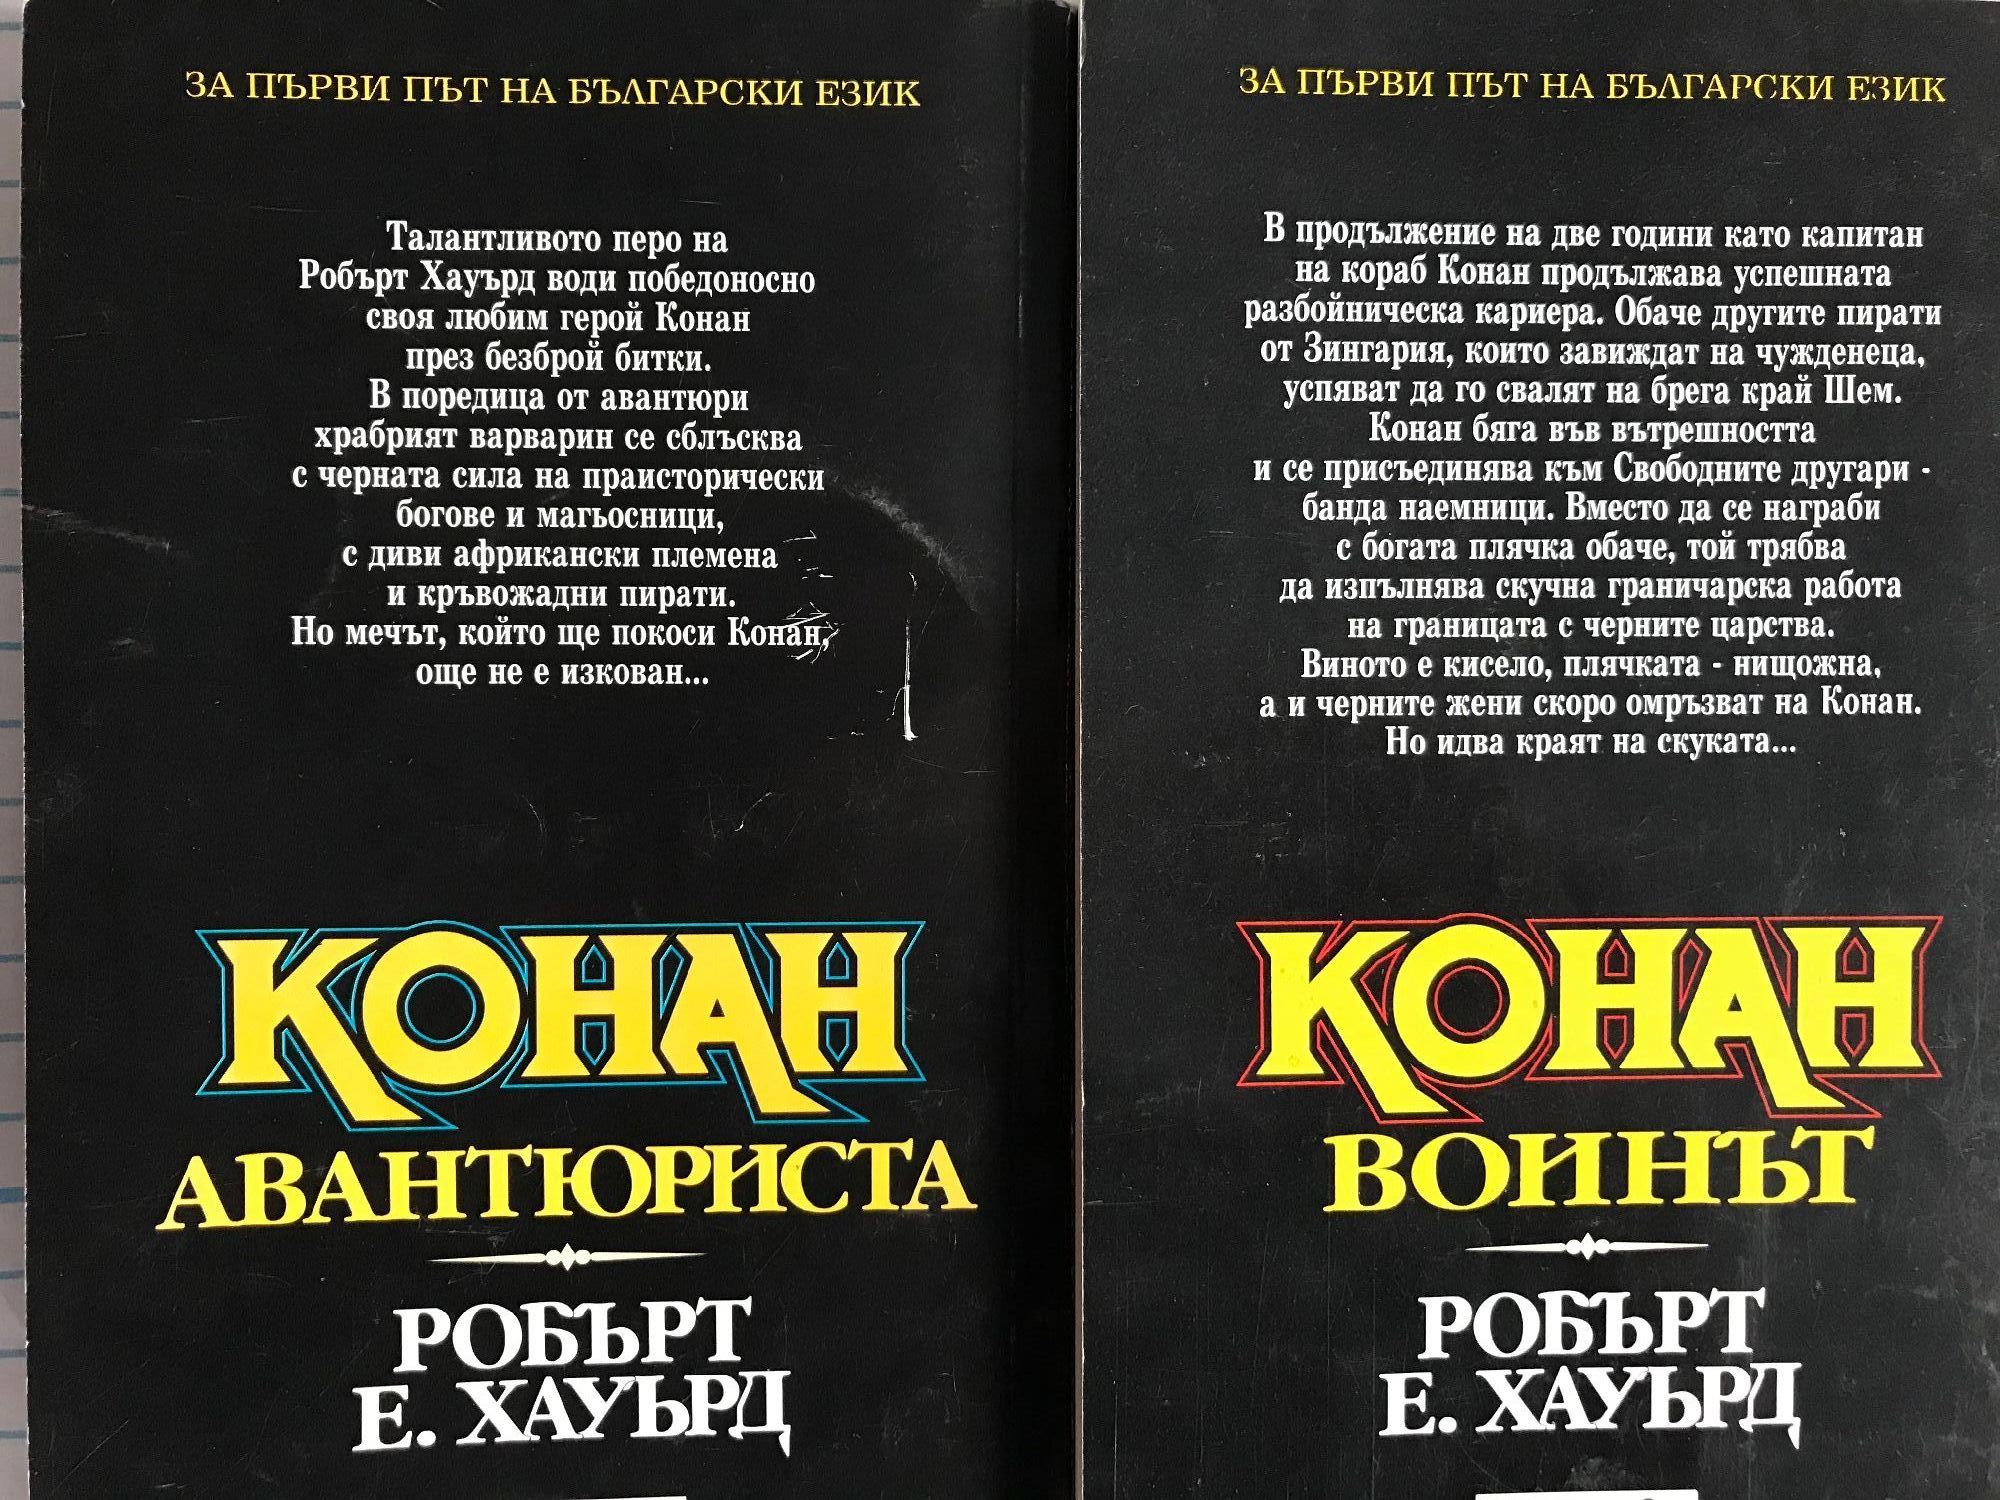 ЗА ПЪРВИ ПЪТ НА БЪЛГАРСКИ ЕЗИК
Талантливото перо на
Робърт Хауърд води победоносно
своя любим герой Конан
през безброй битки.
В поредица от авантюри
храбрият варварин се сблъсква
с черната сила на праисторически
богове и магьосници,
с диви африкански племена
и кръвожадни пирати.
Но мечът, който ще покоси Конан,
още не е изкован...
КОНАН
АВАНТЮРИСТА
РОБЪРТ
Е. ХАУЪРД
ЗА ПЪРВИ ПЪТ НА БЪЛГАРСКИ ЕЗИК
В продължение на две години като капитан
на кораб Конан продължава успешната
разбойническа кариера. Обаче другите пирати
от Зингария, които завиждат на чужденеца,
успяват да го свалят на брега край Шем.
Конан бяга във вътрешността
и се присъединява към Свободните другари -
банда наемници. Вместо да се награби
с богата плячка обаче, той трябва
да изпълнява скучна граничарска работа
на границата с черните царства.
Виното е кисело, плячката - нищожна,
а и черните жени скоро омръзват на Конан.
Но идва краят на скуката...
КОНАН
ВОИНЪТ
РОБЪРТ
Е. ХАУЪРД